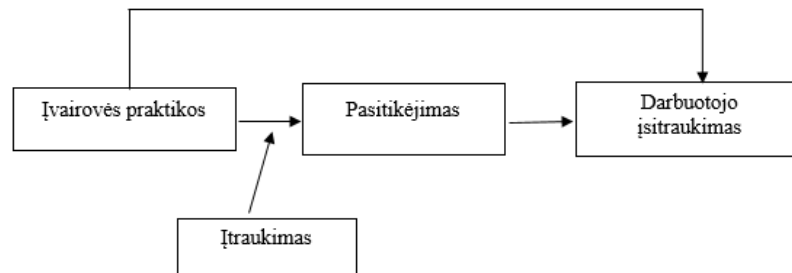 Įvairovės praktikos
Pasitikėjimas
Darbuotojo
įsitraukimas
Įtraukimas